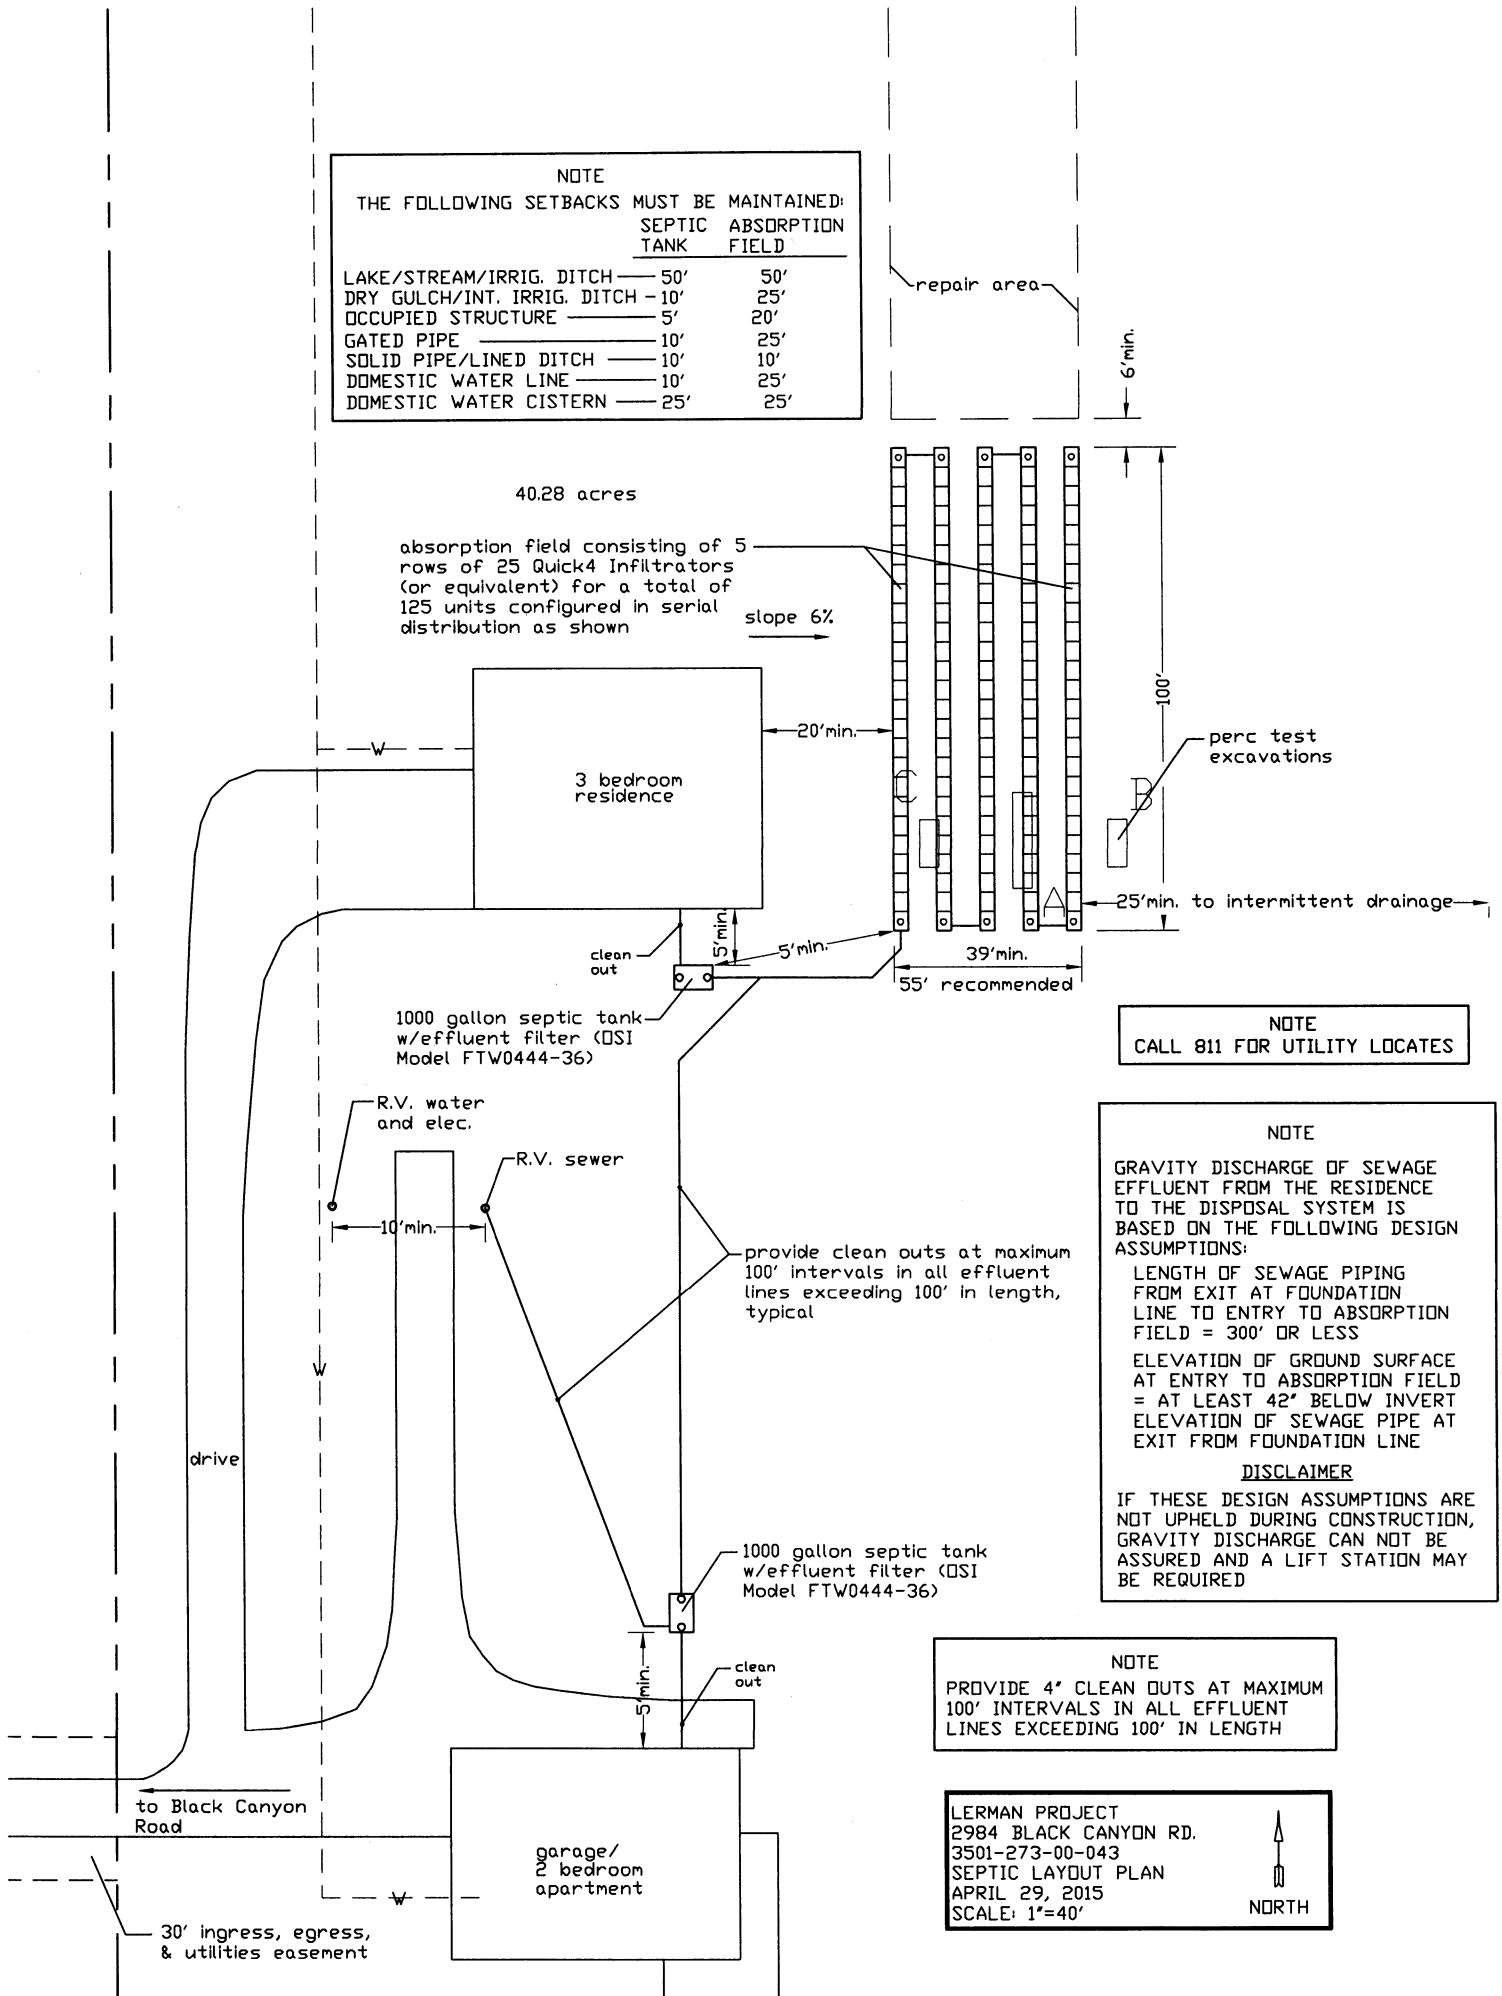 NOTE
THE FOLLOWING SETBACKS MUST BE MAINTAINED:
SEPTIC ABSORPTION
TANK FIELD
LAKE/STREAM/IRRIG. DITCH 50' 50'
DRY GULCH/INT. IRRIG. DITCH 10' 25'
OCCUPIED STRUCTURE 5' 20'
GATED PIPE 10' 25'
SOLID PIPE/LINED DITCH 10' 10'
DOMESTIC WATER LINE 10' 25'
DOMESTIC WATER CISTERN 25' 25'
repair area
6'min.
40.28 acres
absorption field consisting of 5
rows of 25 Quick4 Infiltrators
(or equivalent) for a total of
125 units configured in serial
distribution as shown
slope 6%
100'
W
20'min.
perc test
excavations
3 bedroom
residence
C
B
A
25'min. to intermittent drainage
clean
out
5'min.
5'min.
39'min.
55' recommended
1000 gallon septic tank
w/effluent filter (OSI
Model FTW0444-36)
NOTE
CALL 811 FOR UTILITY LOCATES
R.V. water
and elec.
R.V. sewer
10'min.
provide clean outs at maximum
100' intervals in all effluent
lines exceeding 100' in length,
typical
NOTE
GRAVITY DISCHARGE OF SEWAGE
EFFLUENT FROM THE RESIDENCE
TO THE DISPOSAL SYSTEM IS
BASED ON THE FOLLOWING DESIGN
ASSUMPTIONS:
LENGTH OF SEWAGE PIPING
FROM EXIT AT FOUNDATION
LINE TO ENTRY TO ABSORPTION
FIELD = 300' OR LESS
ELEVATION OF GROUND SURFACE
AT ENTRY TO ABSORPTION FIELD
= AT LEAST 42" BELOW INVERT
ELEVATION OF SEWAGE PIPE AT
EXIT FROM FOUNDATION LINE
DISCLAIMER
IF THESE DESIGN ASSUMPTIONS ARE
NOT UPHELD DURING CONSTRUCTION,
GRAVITY DISCHARGE CAN NOT BE
ASSURED AND A LIFT STATION MAY
BE REQUIRED
W
drive
1000 gallon septic tank
w/effluent filter (OSI
Model FTW0444-36)
5'min.
clean
out
NOTE
PROVIDE 4" CLEAN OUTS AT MAXIMUM
100' INTERVALS IN ALL EFFLUENT
LINES EXCEEDING 100' IN LENGTH
to Black Canyon
Road
garage/
2 bedroom
apartment
W
30' ingress, egress,
& utilities easement
LERMAN PROJECT
2984 BLACK CANYON RD.
3501-273-00-043
SEPTIC LAYOUT PLAN
APRIL 29, 2015
SCALE: 1"=40'
NORTH